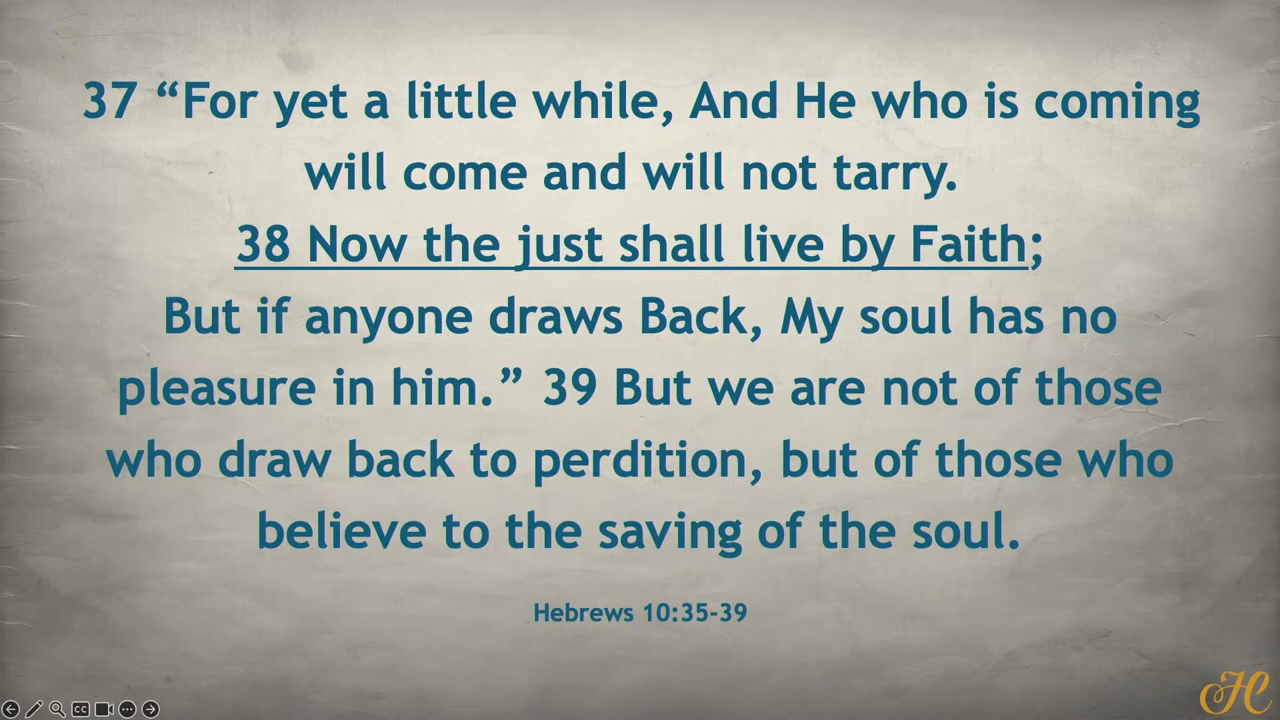 37 “For yet a little while, And He who is coming
will come and will not tarry.
38 Now the just shall live by Faith;
But if anyone draws Back, My soul has no
pleasure in him.” 39 But we are not of those
who draw back to perdition, but of those who
believe to the saving of the soul.
Hebrews 10:35-39
CC
H